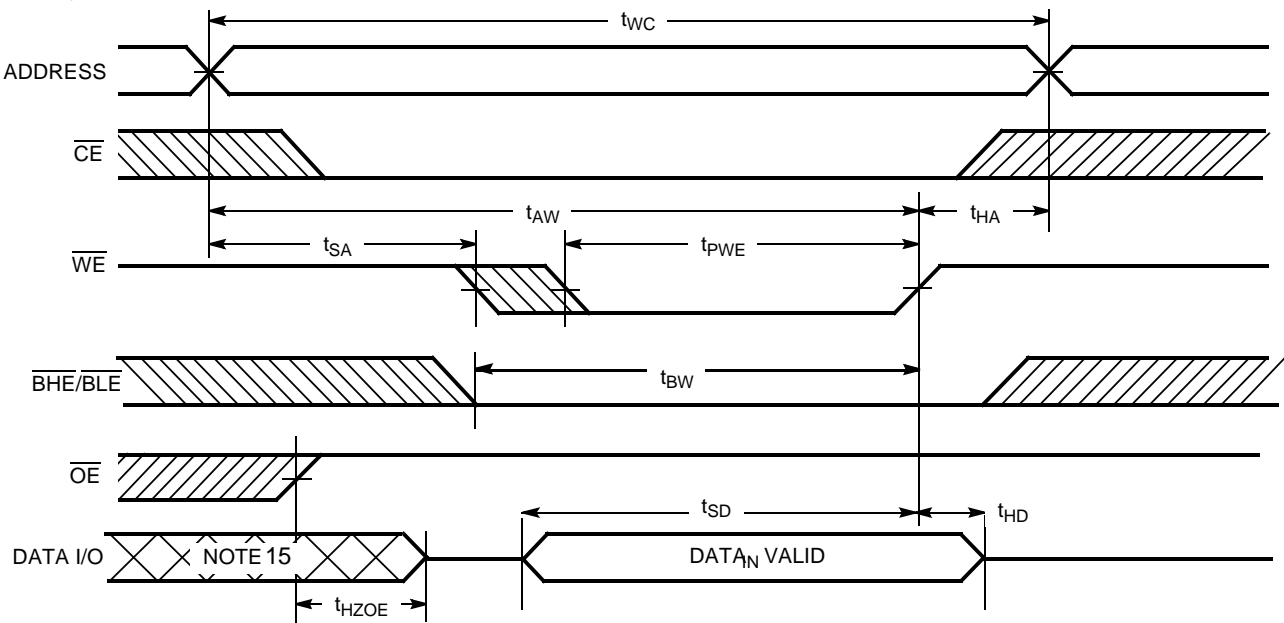 tWC
ADDRESS
CE
tAW
tHA
tSA
tPWE
WE
BHE/BLE
tBW
OE
tSD
tHD
DATA I/O
NOTE 15
DATAIN VALID
tHZOE